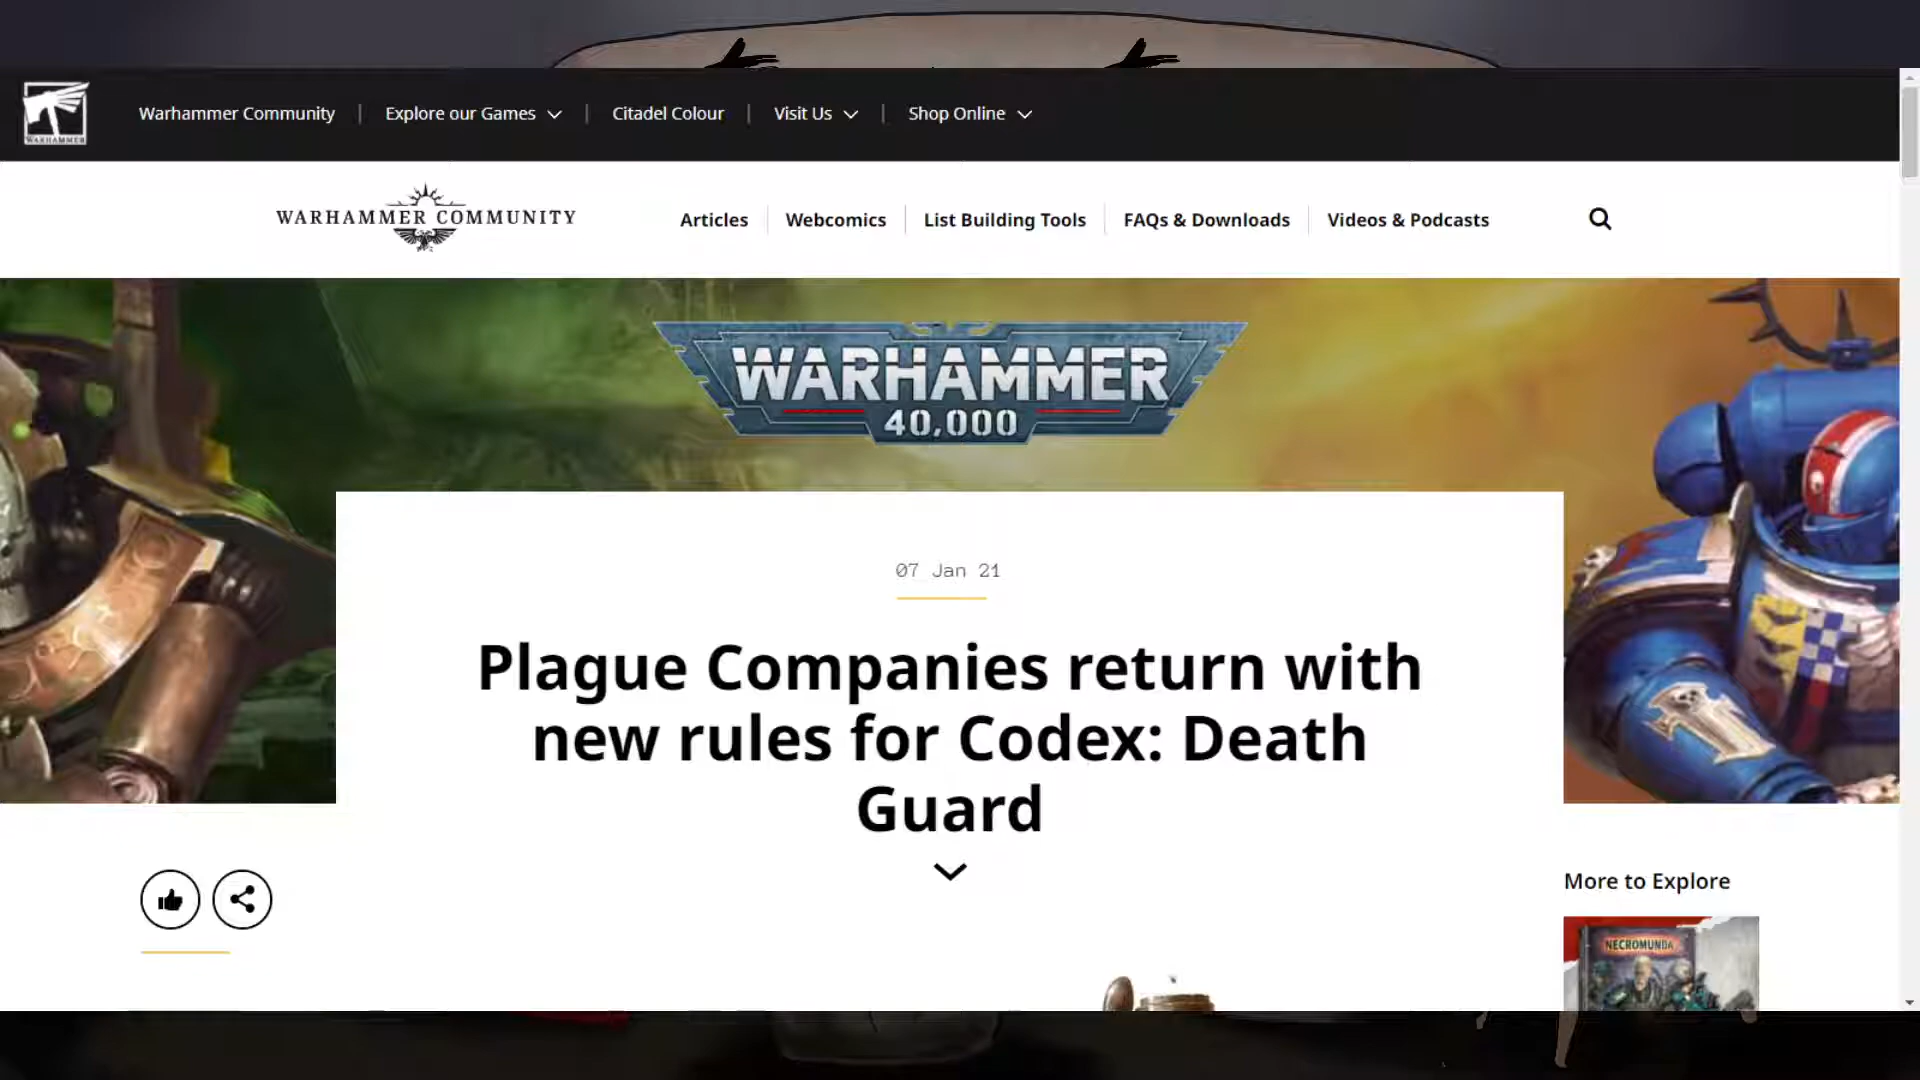 WARHAMMER
Warhammer Community
Explore our Games
Citadel Colour
Visit Us
Shop Online
WARHAMMER COMMUNITY
Articles
Webcomics
List Building Tools
FAQs & Downloads
Videos & Podcasts
WARHAMMER
40,000
07 Jan 21
Plague Companies return with
new rules for Codex: Death
Guard
More to Explore
NECROMUNDA